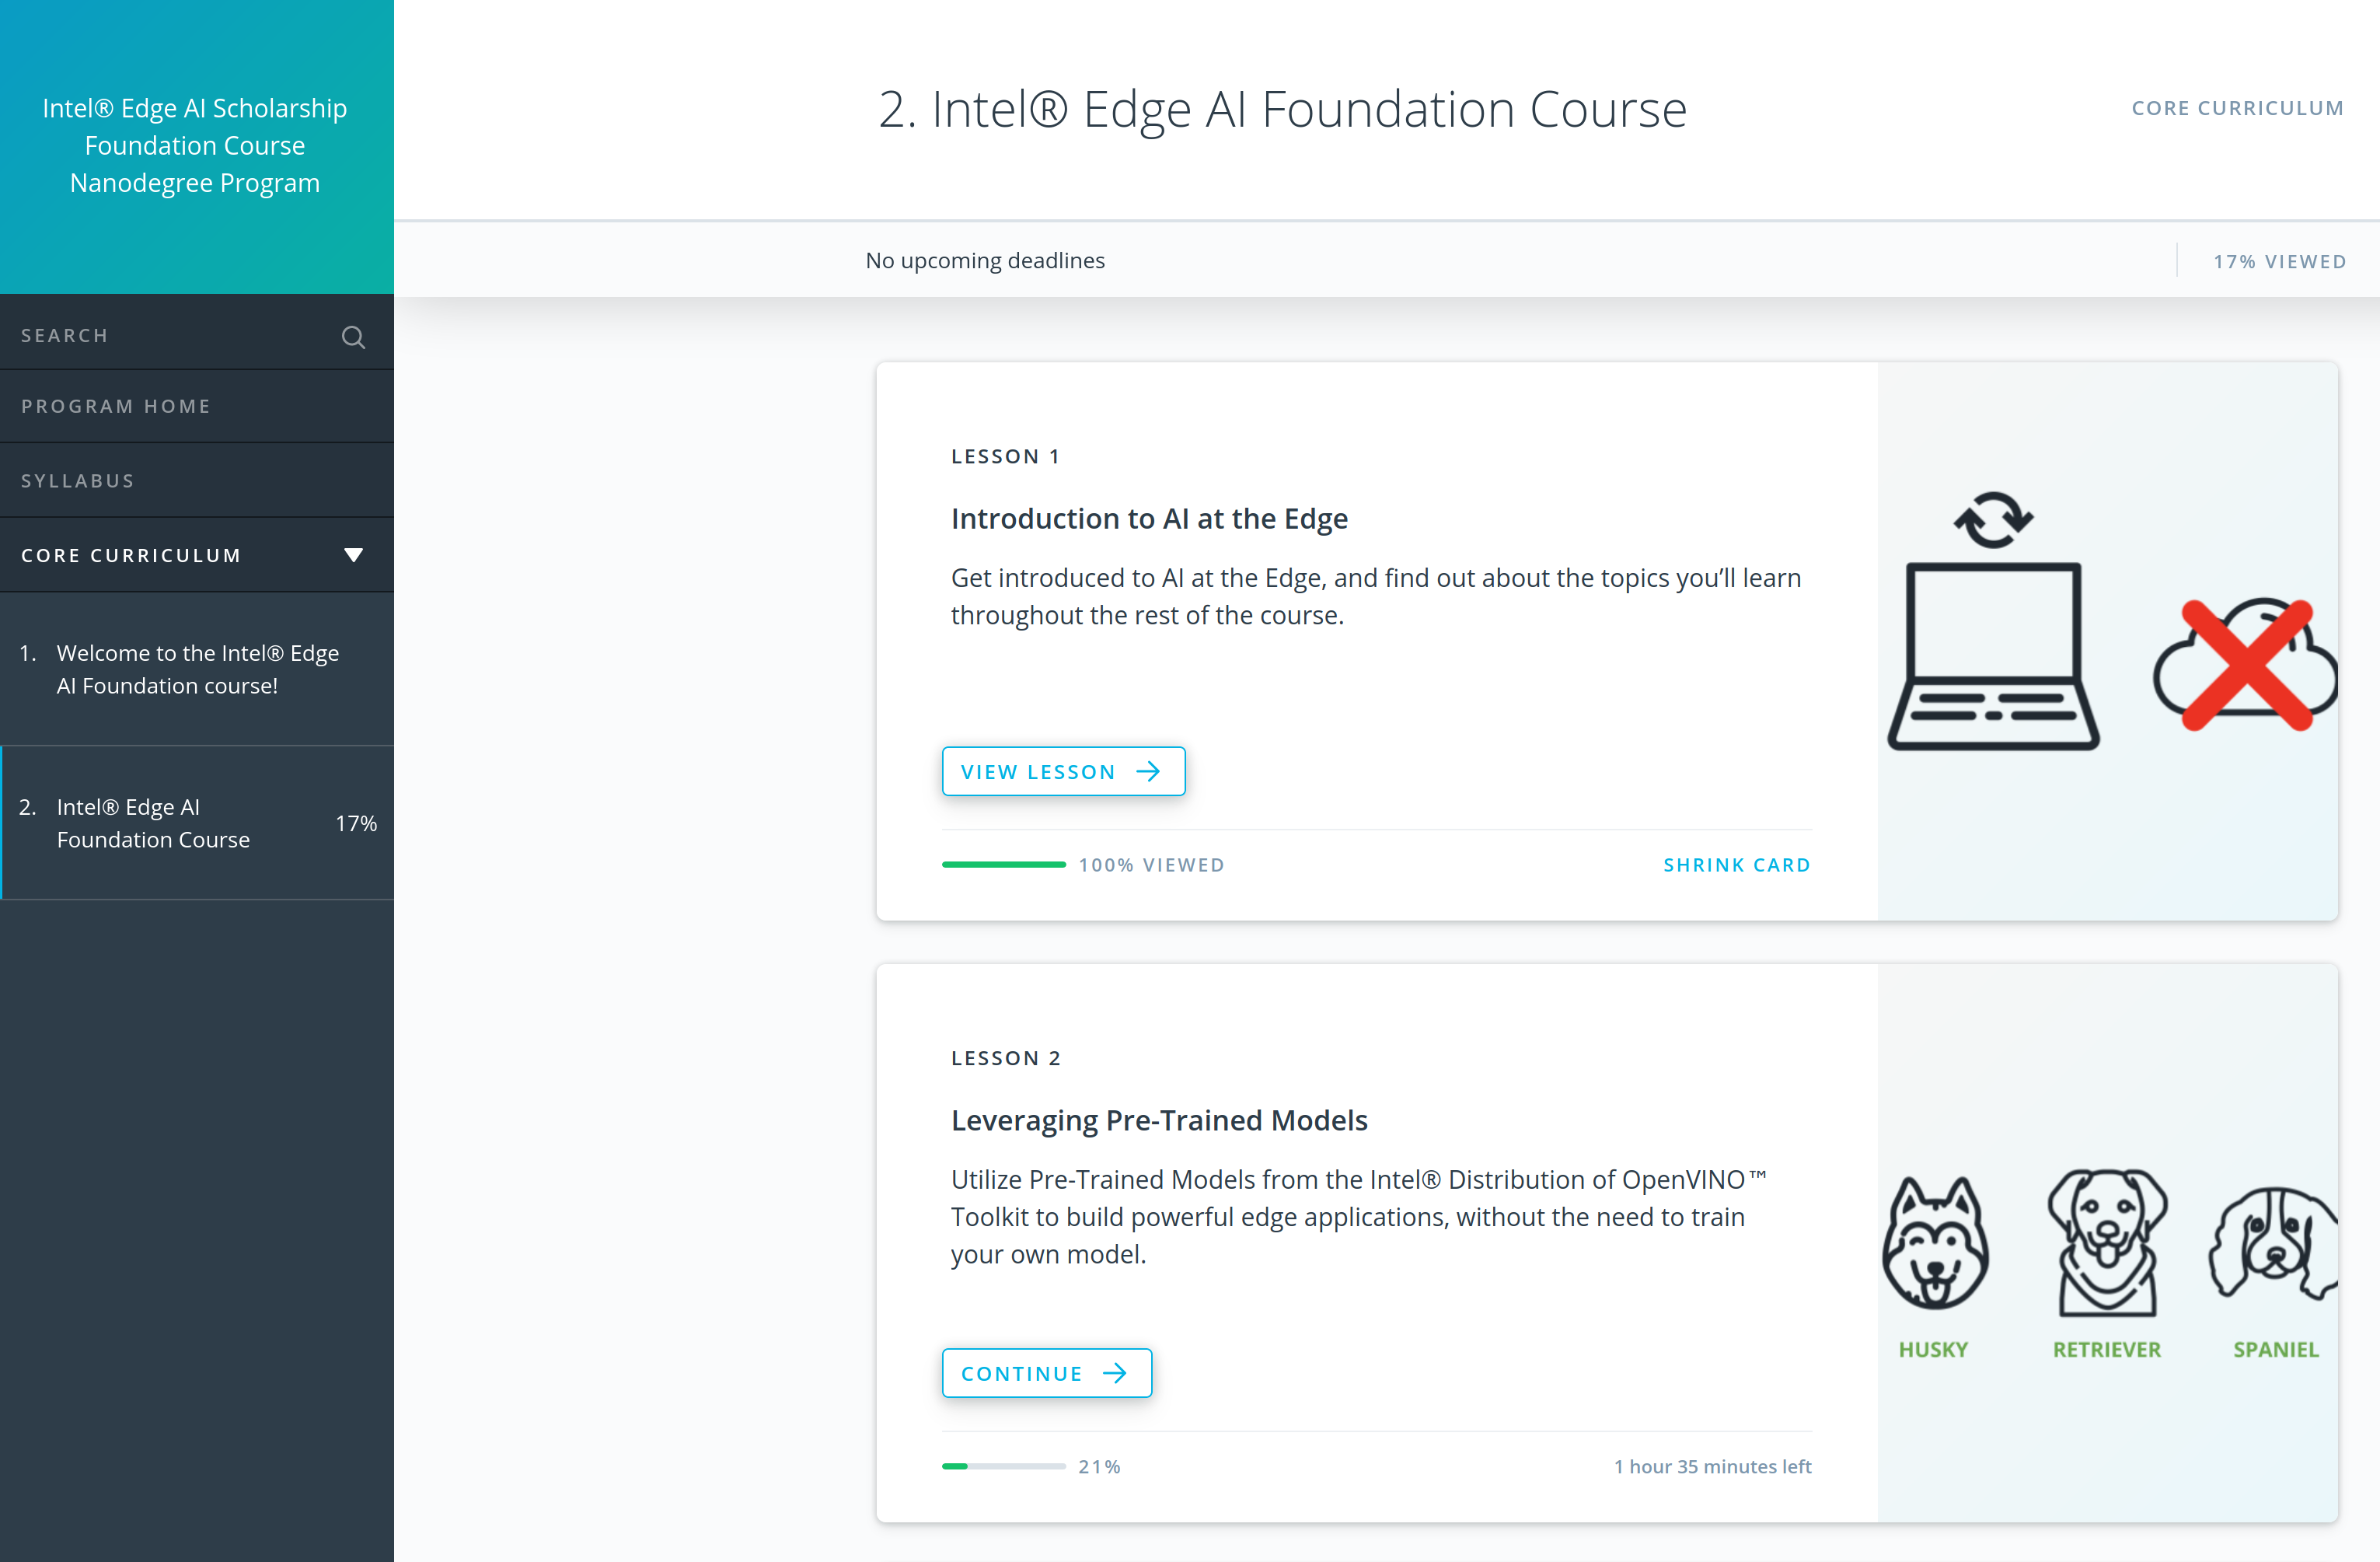 Intel® Edge AI Scholarship
Foundation Course
Nanodegree Program
SEARCH
PROGRAM HOME
SYLLABUS
CORE CURRICULUM
1. Welcome to the Intel® Edge
AI Foundation course!
2. Intel® Edge AI
Foundation Course
17%
2. Intel® Edge AI Foundation Course
CORE CURRICULUM
No upcoming deadlines
17% VIEWED
LESSON 1
Introduction to AI at the Edge
Get introduced to AI at the Edge, and find out about the topics you’ll learn
throughout the rest of the course.
VIEW LESSON
100% VIEWED
SHRINK CARD
LESSON 2
Leveraging Pre-Trained Models
Utilize Pre-Trained Models from the Intel® Distribution of OpenVINO™
Toolkit to build powerful edge applications, without the need to train
your own model.
CONTINUE
21%
1 hour 35 minutes left
HUSKY
RETRIEVER
SPANIEL